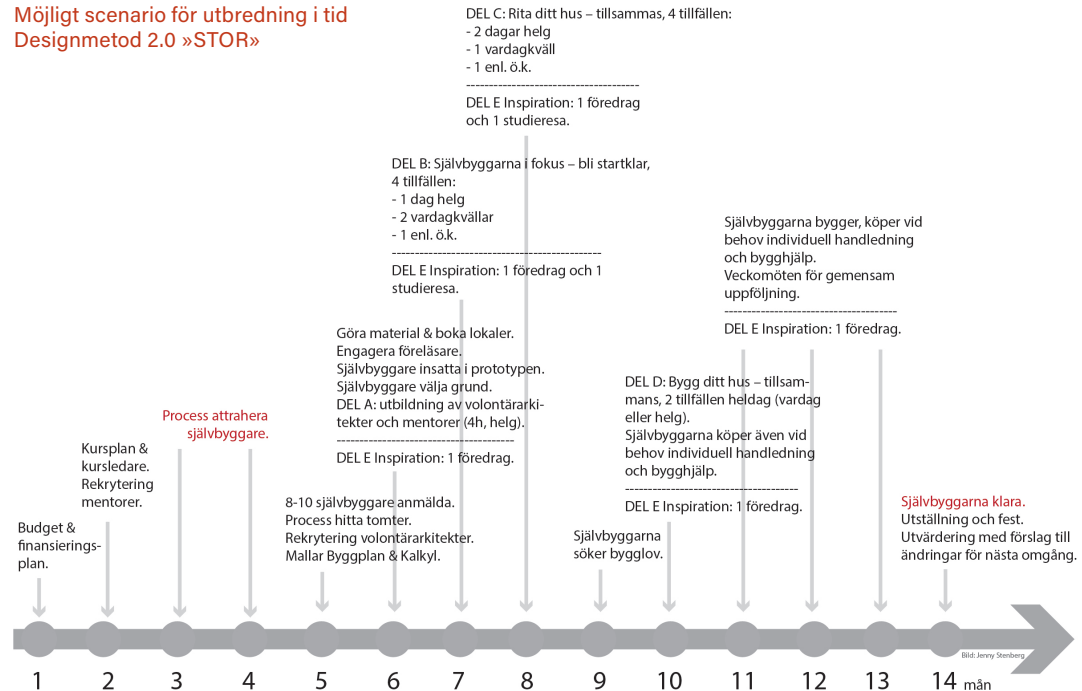 Möjligt scenario för utbredning i tid
Designmetod 2.0 »STOR»
DEL C: Rita ditt hus – tillsammas, 4 tillfällen:
- 2 dagar helg
- 1 vardagkväll
- 1 enl. ö.k.
--------------------------------------
DEL E Inspiration: 1 föredrag
och 1 studieresa.
DEL B: Självbyggarna i fokus – bli startklar,
4 tillfällen:
- 1 dag helg
- 2 vardagkvällar
- 1 enl. ö.k.
----------------------------------------------
DEL E Inspiration: 1 föredrag och 1
studieresa.
Självbyggarna bygger, köper vid
behov individuell handledning
och bygghjälp.
Veckomöten för gemensam
uppföljning.
--------------------------------------
DEL E Inspiration: 1 föredrag.
Göra material & boka lokaler.
Engagera föreläsare.
Självbyggare insatta i prototypen.
Självbyggare välja grund.
DEL A: utbildning av volontärarki-
tekter och mentorer (4h, helg).
---------------------------------------
DEL E Inspiration: 1 föredrag.
DEL D: Bygg ditt hus – tillsam-
mans, 2 tillfällen heldag (vardag
eller helg).
Självbyggarna köper även vid
behov individuell handledning
och bygghjälp.
--------------------------------------
DEL E Inspiration: 1 föredrag.
Process attrahera
självbyggare.
Kursplan &
kursledare.
Rekrytering
mentorer.
Budget &
finansierings-
plan.
8-10 självbyggare anmälda.
Process hitta tomter.
Rekrytering volontärarkitekter.
Mallar Byggplan & Kalkyl.
Självbyggarna
söker bygglov.
Självbyggarna klara.
Utställning och fest.
Utvärdering med förslag till
ändringar för nästa omgång.
Bild: Jenny Stenberg
1 2 3 4 5 6 7 8 9 10 11 12 13 14 mån